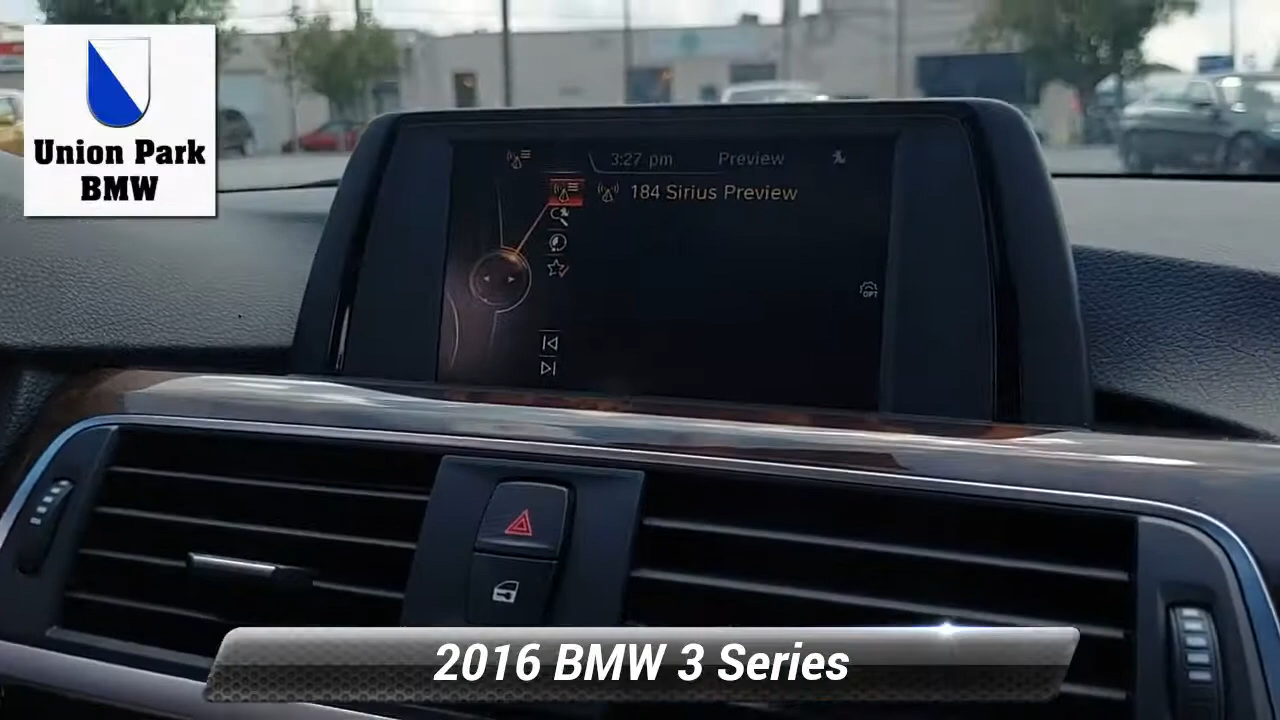 Union Park
BMW
3:27 pm
Preview
184 Sirius Preview
OPT
2016 BMW 3 Series